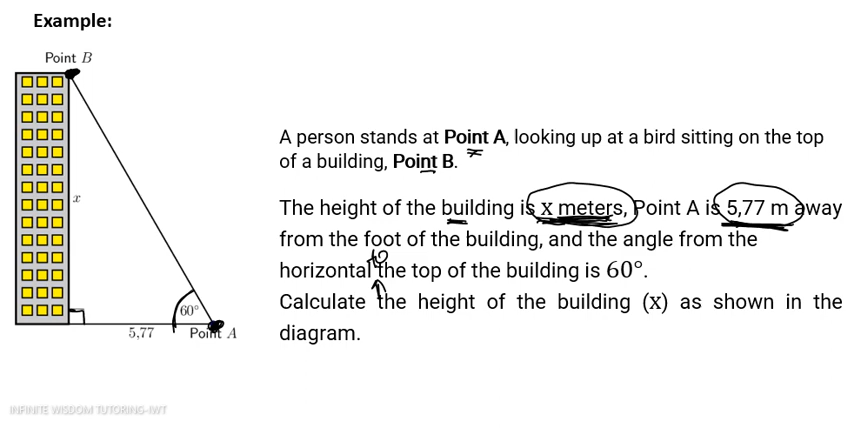 Example:
Point B
x
60°
5,77
Point A
A person stands at Point A, looking up at a bird sitting on the top
of a building, Point B.
The height of the building is x meters, Point A is 5,77 m away
from the foot of the building, and the angle from the
to
horizontal the top of the building is 60°.
Calculate the height of the building (x) as shown in the
diagram.
INFINITE WISDOM TUTORING-IWT